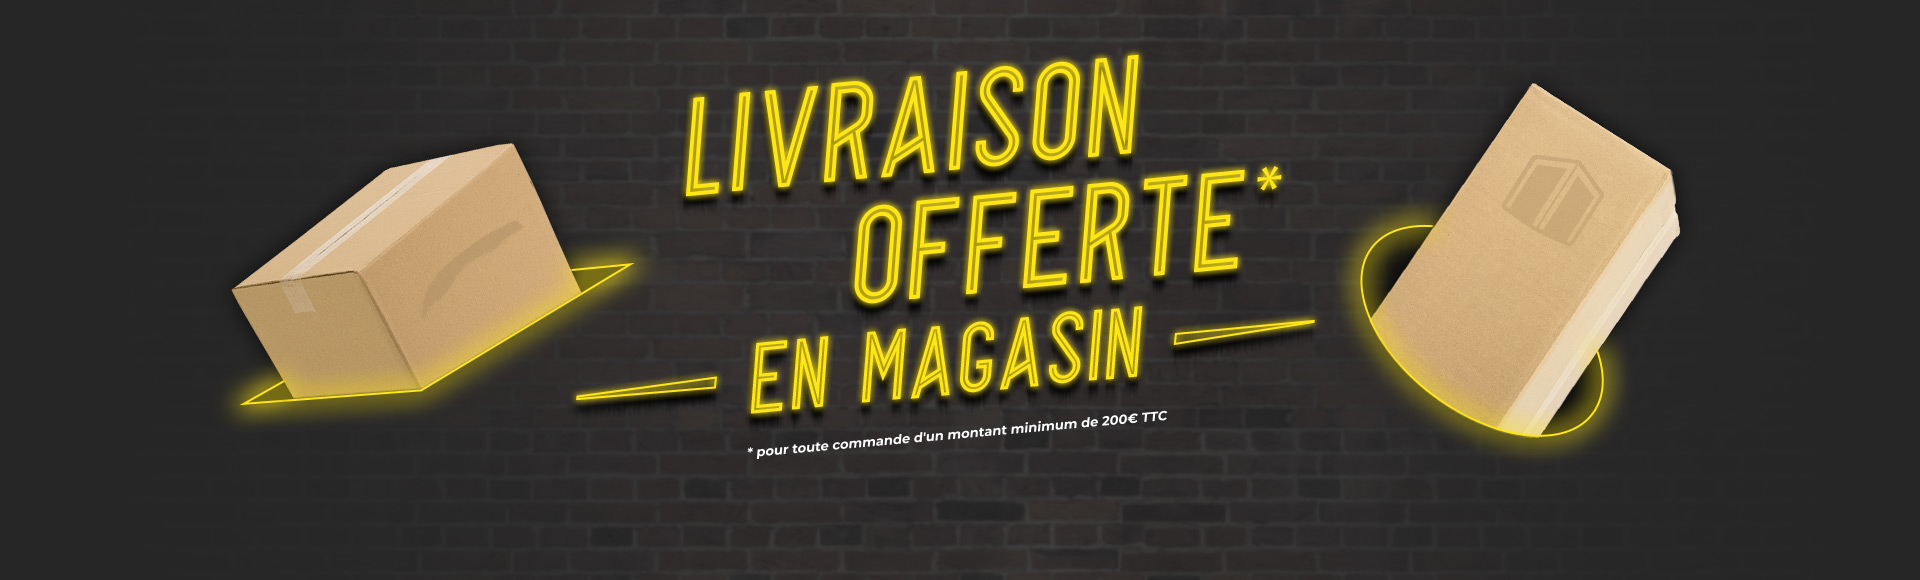 LIVRAISON
OFFERTE*
EN MAGASIN
* pour toute commande d'un montant minimum de 200€ TTC